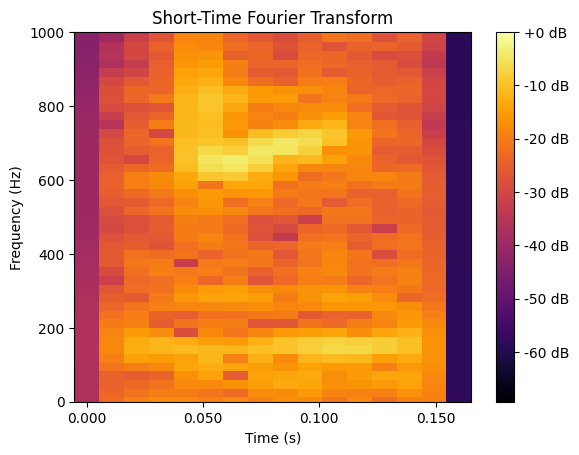 Short-Time Fourier Transform
Frequency (Hz)
1000
800
600
400
200
0
0.000
0.050
0.100
0.150
Time (s)
+0 dB
-10 dB
-20 dB
-30 dB
-40 dB
-50 dB
-60 dB